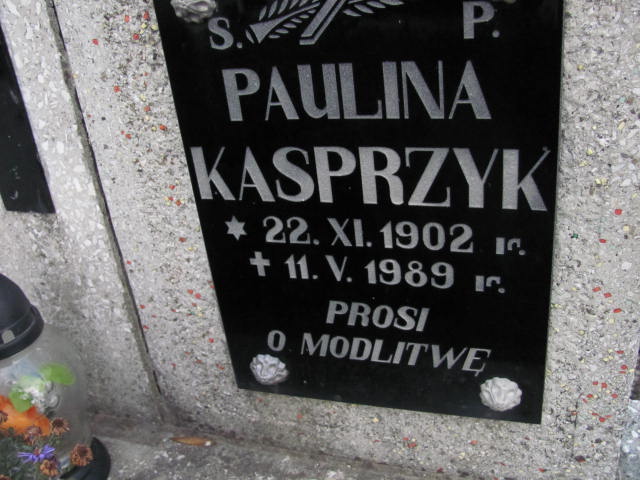 S. P.
PAULINA
KASPRZYK
* 22. XI. 1902 r.
✝ 11. V. 1989 r.
PROSI
O MODLITWĘ